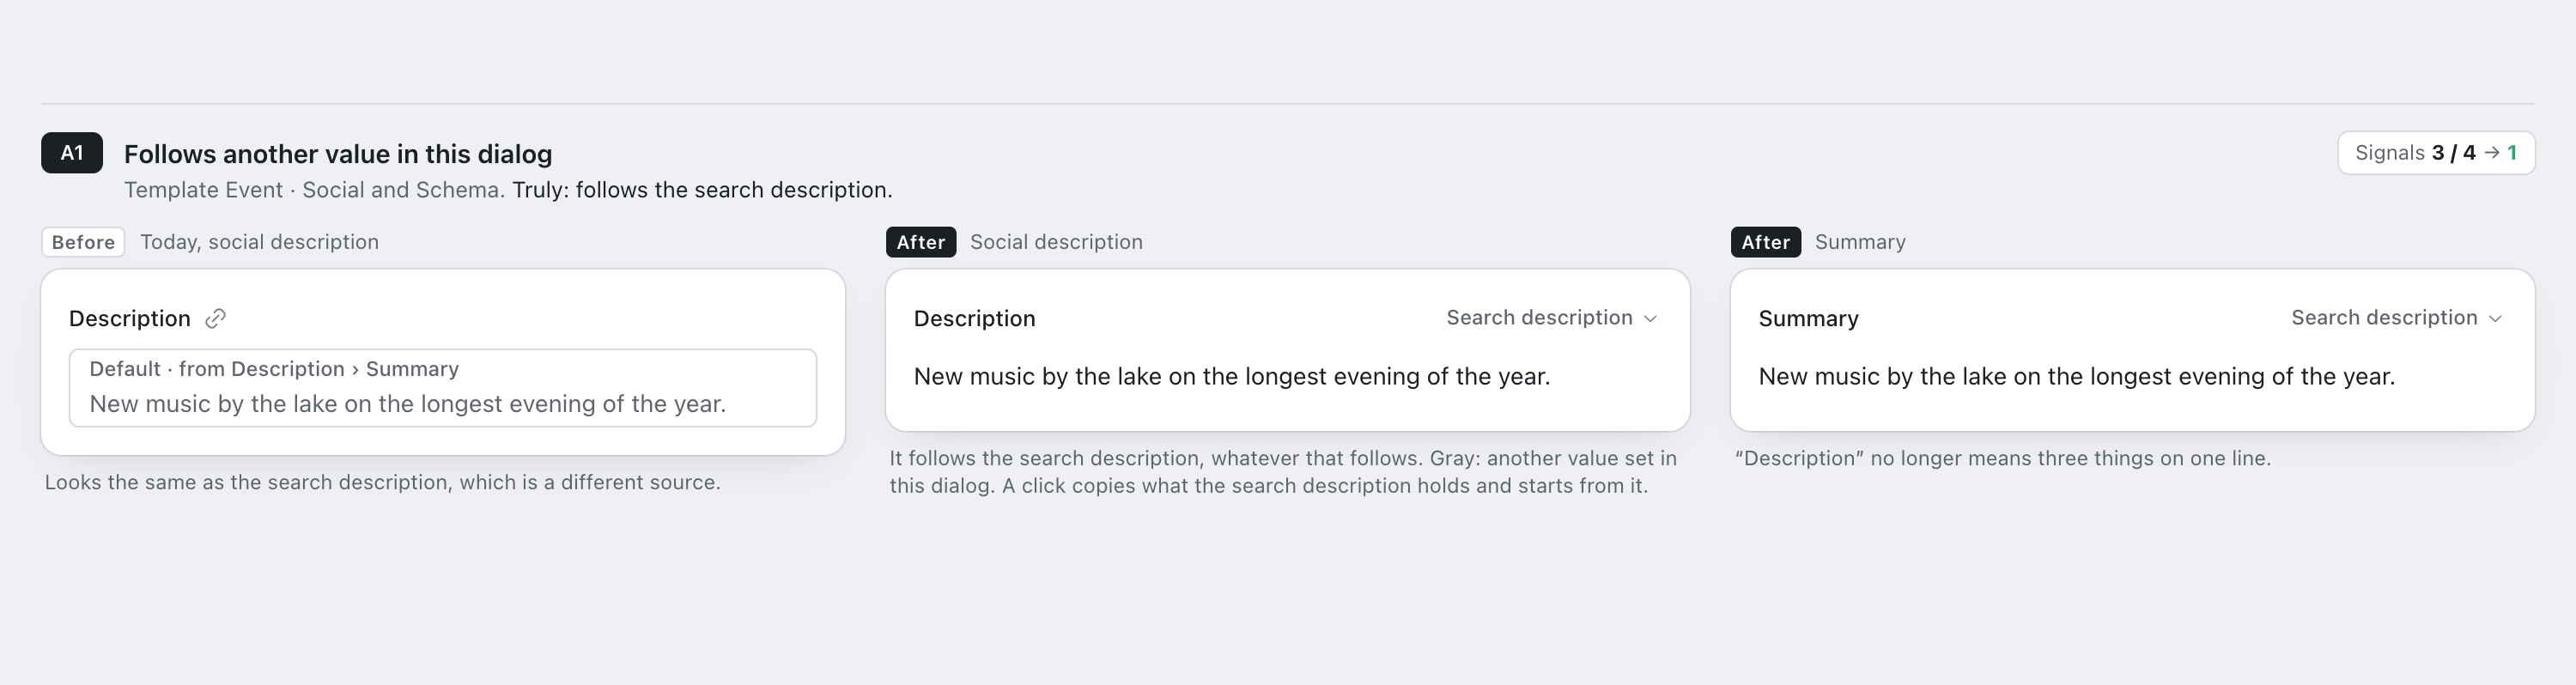 A1
Follows another value in this dialog
Signals 3 / 4 → 1
Template Event · Social and Schema. Truly: follows the search description.
Before Today, social description
Description
Default · from Description › Summary
New music by the lake on the longest evening of the year.
Looks the same as the search description, which is a different source.
After Social description
Description
Search description
New music by the lake on the longest evening of the year.
It follows the search description, whatever that follows. Gray: another value set in
this dialog. A click copies what the search description holds and starts from it.
After Summary
Summary
Search description
New music by the lake on the longest evening of the year.
“Description” no longer means three things on one line.